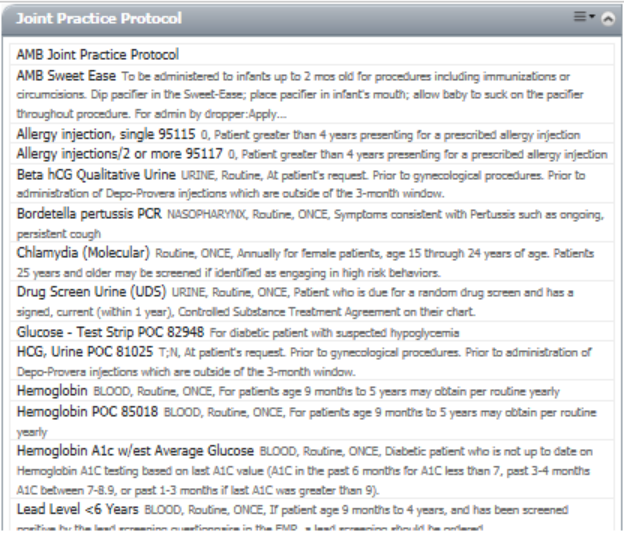 Joint Practice Protocol
AMB Joint Practice Protocol
AMB Sweet Ease To be administered to infants up to 2 mos old for procedures including immunizations or
circumcisions. Dip pacifier in the Sweet-Ease; place pacifier in infant's mouth; allow baby to suck on the pacifier
throughout procedure. For admin by dropper:Apply...
Allergy injection, single 95115 0, Patient greater than 4 years presenting for a prescribed allergy injection
Allergy injections/2 or more 95117 0, Patient greater than 4 years presenting for a prescribed allergy injection
Beta hCG Qualitative Urine URINE, Routine, At patient's request. Prior to gynecological procedures. Prior to
administration of Depo-Provera injections which are outside of the 3-month window.
Bordetella pertussis PCR NASOPHARYNX, Routine, ONCE, Symptoms consistent with Pertussis such as ongoing,
persistent cough
Chlamydia (Molecular) Routine, ONCE, Annually for female patients, age 15 through 24 years of age. Patients
25 years and older may be screened if identified as engaging in high risk behaviors.
Drug Screen Urine (UDS) URINE, Routine, ONCE, Patient who is due for a random drug screen and has a
signed, current (within 1 year), Controlled Substance Treatment Agreement on their chart.
Glucose - Test Strip POC 82948 For diabetic patient with suspected hypoglycemia
HCG, Urine POC 81025 T;N, At patient's request. Prior to gynecological procedures. Prior to administration of
Depo-Provera injections which are outside of the 3-month window.
Hemoglobin BLOOD, Routine, ONCE, For patients age 9 months to 5 years may obtain per routine yearly
Hemoglobin POC 85018 BLOOD, Routine, ONCE, For patients age 9 months to 5 years may obtain per routine
yearly
Hemoglobin A1c w/est Average Glucose BLOOD, Routine, ONCE, Diabetic patient who is not up to date on
Hemoglobin A1C testing based on last A1C value (A1C in the past 6 months for A1C less than 7, past 3-4 months
A1C between 7-8.9, or past 1-3 months if last A1C was greater than 9).
Lead Level <6 Years BLOOD, Routine, ONCE, If patient age 9 months to 4 years, and has been screened
positive by the lead screening questionnaire in the EMR, a lead screening should be ordered